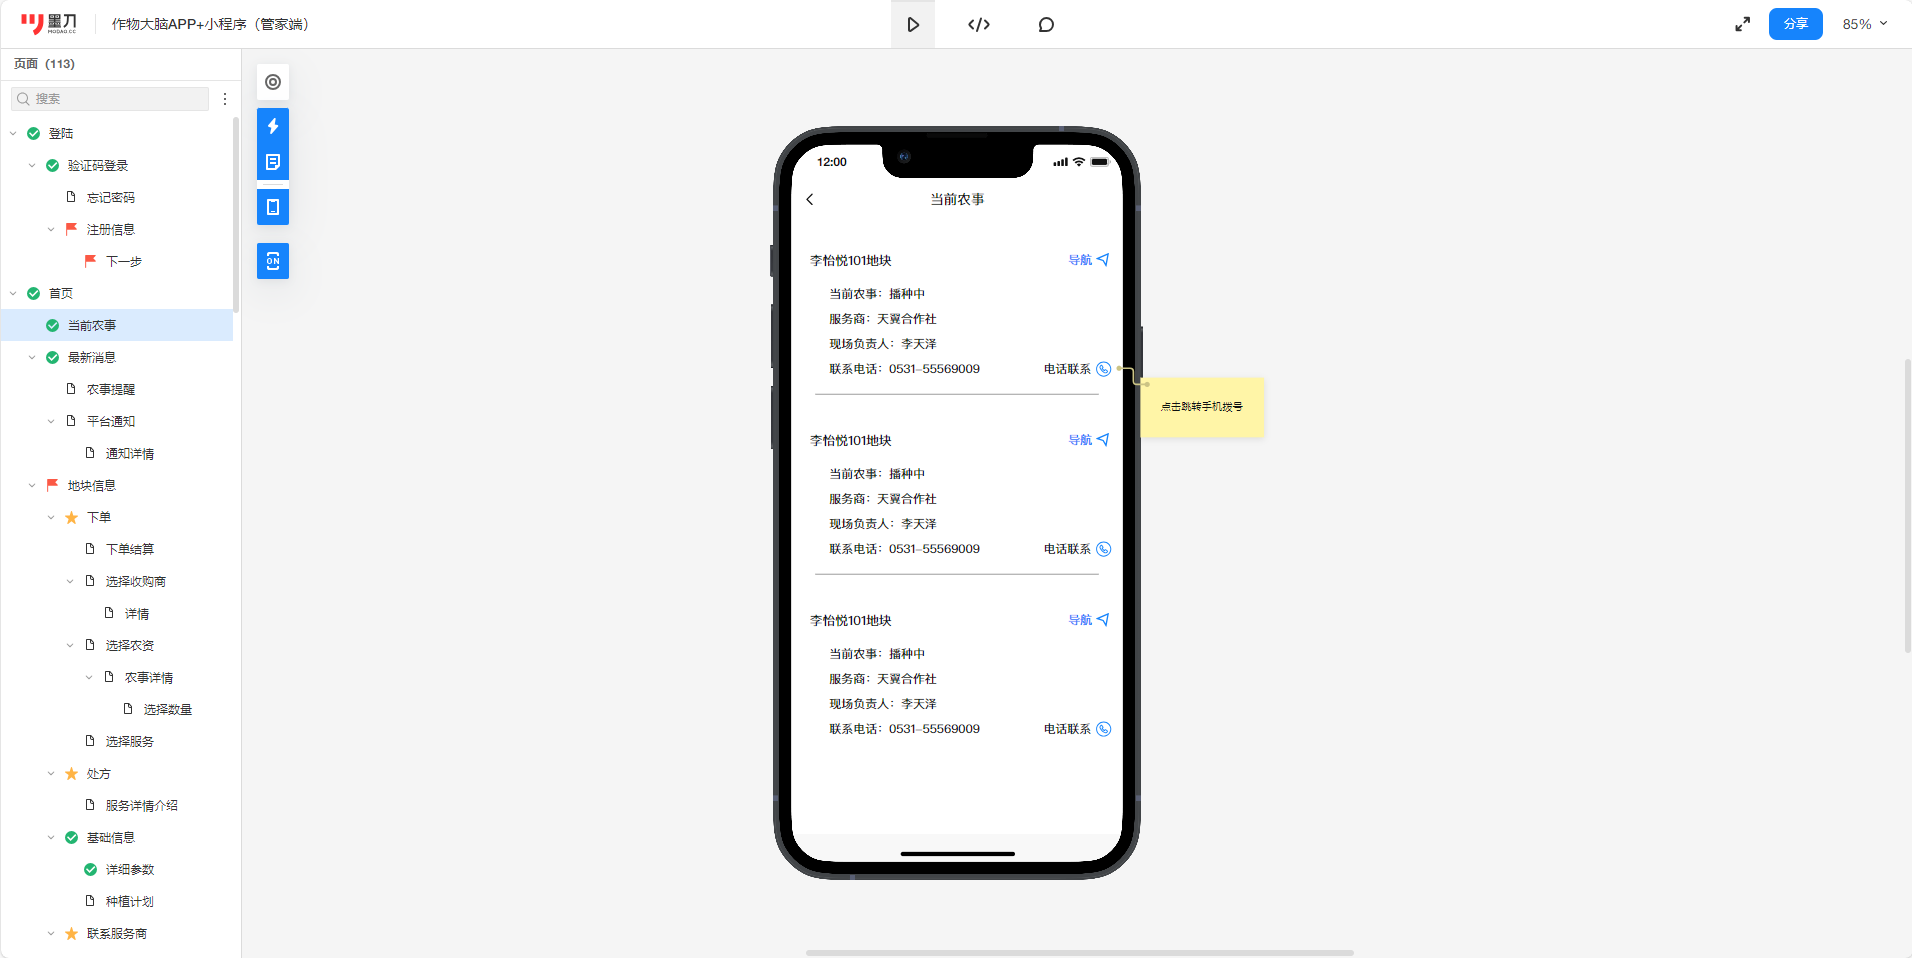 墨刀
MODAO.CC
作物大脑APP+小程序（管家端）
分享
85%
页面（113）
搜索
登陆
验证码登录
忘记密码
注册信息
下一步
首页
当前农事
最新消息
农事提醒
平台通知
通知详情
地块信息
下单
下单结算
选择收购商
详情
选择农资
农事详情
选择数量
选择服务
处方
服务详情介绍
基础信息
详细参数
种植计划
联系服务商
ON
12:00
当前农事
李怡悦101地块
导航
当前农事：播种中
服务商：天翼合作社
现场负责人：李天泽
联系电话：0531-55569009
电话联系
点击跳转手机拨号
李怡悦101地块
导航
当前农事：播种中
服务商：天翼合作社
现场负责人：李天泽
联系电话：0531-55569009
电话联系
李怡悦101地块
导航
当前农事：播种中
服务商：天翼合作社
现场负责人：李天泽
联系电话：0531-55569009
电话联系